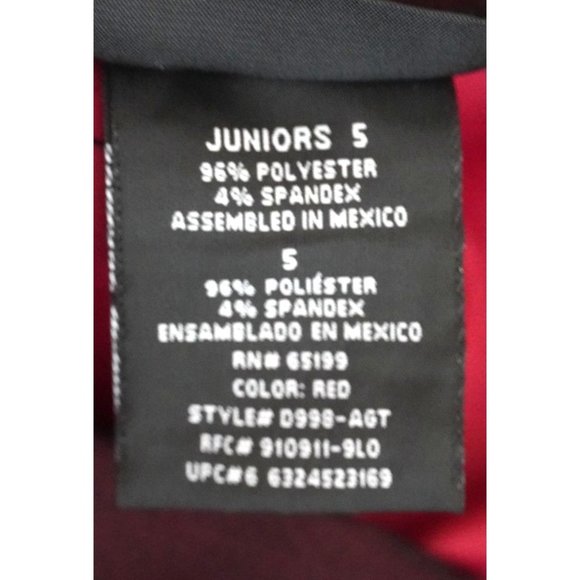 JUNIORS 5
96% POLYESTER
4% SPANDEX
ASSEMBLED IN MEXICO
5
96% POLIÉSTER
4% SPANDEX
ENSAMBLADO EN MEXICO
RN# 65199
COLOR: RED
STYLE# D998-AGT
RFC# 910911-9L0
UPC#6 6324523169